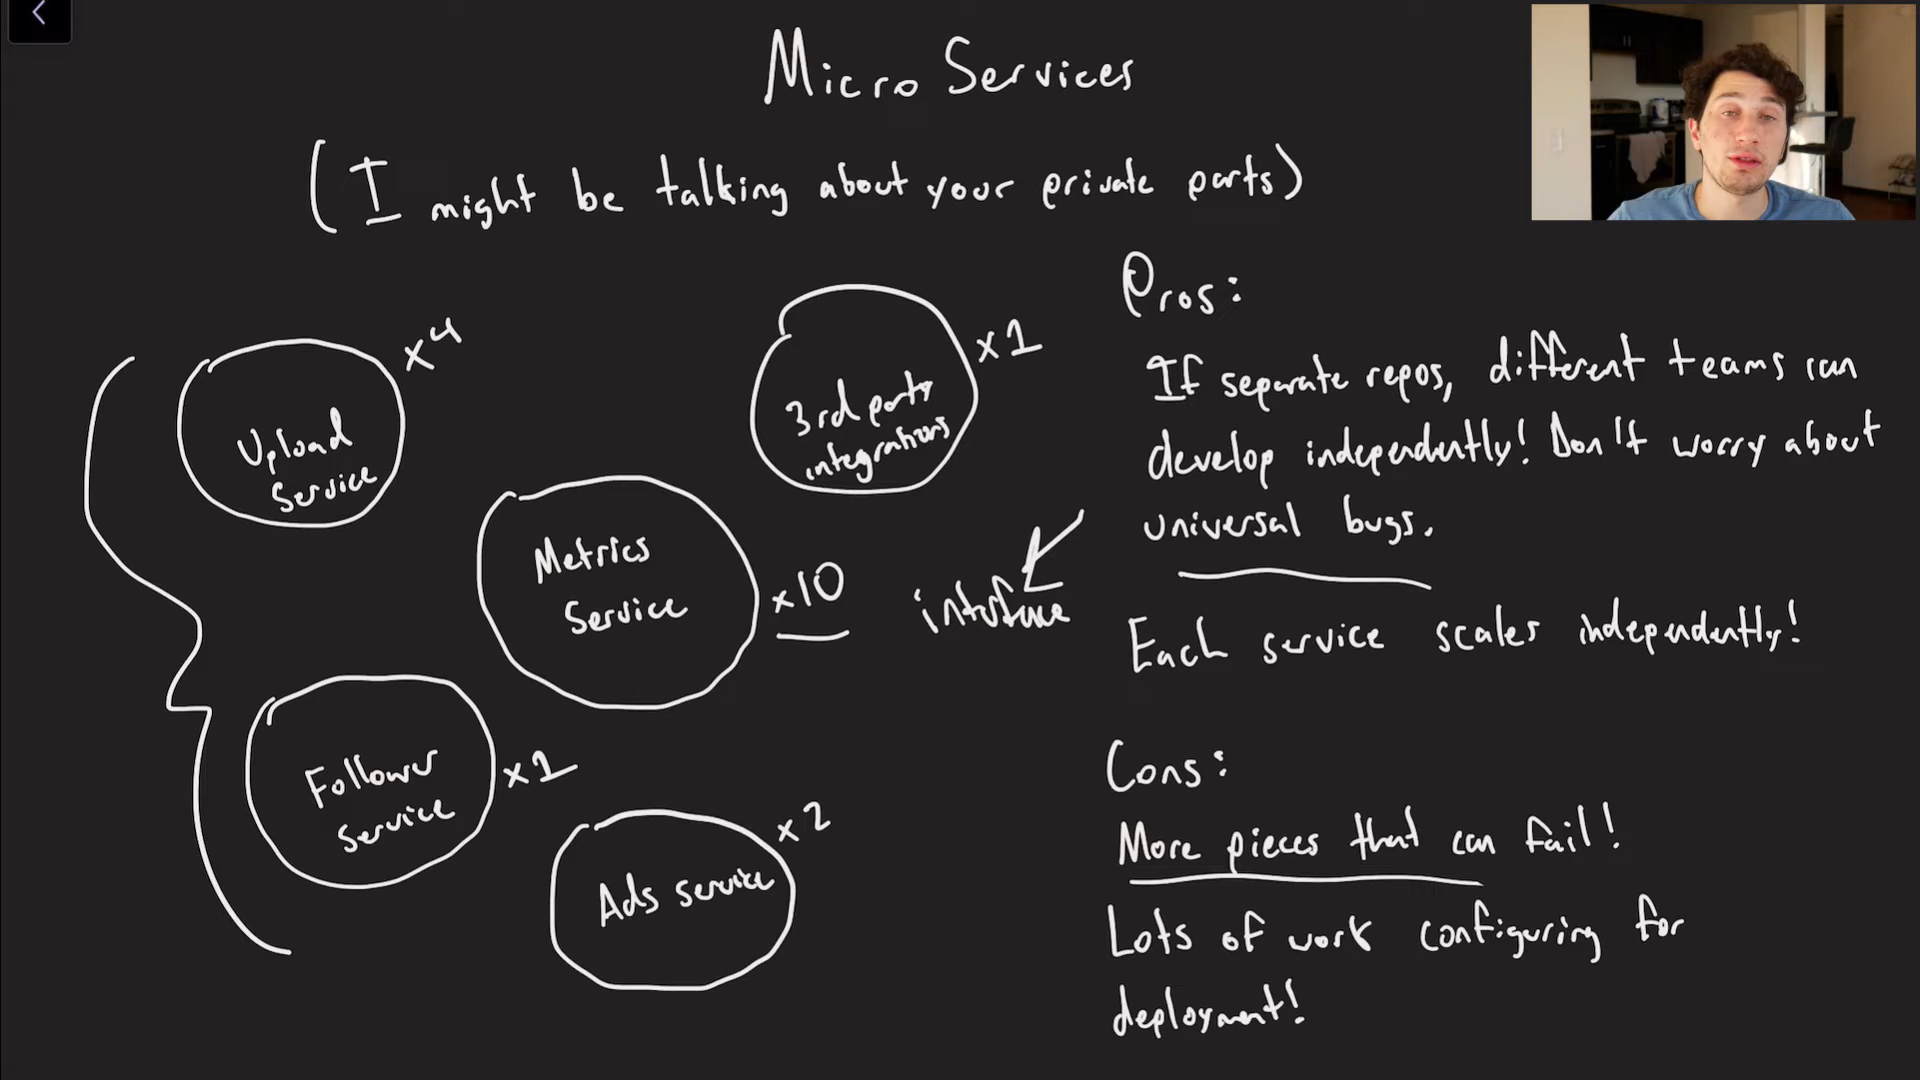 Micro Services
(I might be talking about your private parts)
Upload
Service
x4
3rd party
integrations
x1
Metrics
Service
x10
interface
Follower
Service
x1
Ads service
x2
Pros:
If separate repos, different teams can
develop independently! Don't worry about
universal bugs.
Each service scales independently!
Cons:
More pieces that can fail!
Lots of work configuring for
deployment!